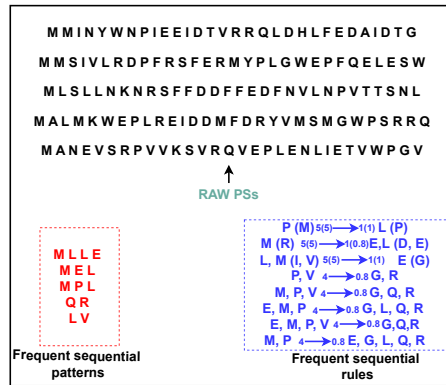 M M I N Y W N P I E E I D T V R R Q L D H L F E D A I D T G
M M S I V L R D P F R S F E R M Y P L G W E P F Q E L E S W
M L S L L N K N R S F F D D F F E D F N V L N P V T T S N L
M A L M K W E P L R E I D D M F D R Y V M S M G W P S R R Q
M A N E V S R P V V K S V R Q V E P L E N L I E T V W P G V
RAW PSs
M L L E
M E L
M P L
Q R
L V
Frequent sequential
patterns
P (M) 5(5) → 1(1) L (P)
M (R) 5(5) → 1(0.8) E,L (D, E)
L, M (I, V) 5(5) → 1(1) E (G)
P, V 4 → 0.8 G, R
M, P, V 4 → 0.8 G, Q, R
E, M, P 4 → 0.8 G, L, Q, R
E, M, P, V 4 → 0.8 G,Q,R
M, P 4 → 0.8 E, G, L, Q, R
Frequent sequential
rules